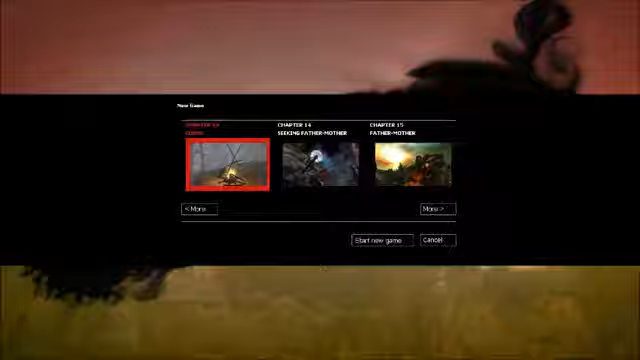 New Game
CHAPTER 14
CHAPTER 15
SEEKING FATHER-MOTHER
FATHER-MOTHER
< More
More >
Start new game
Cancel